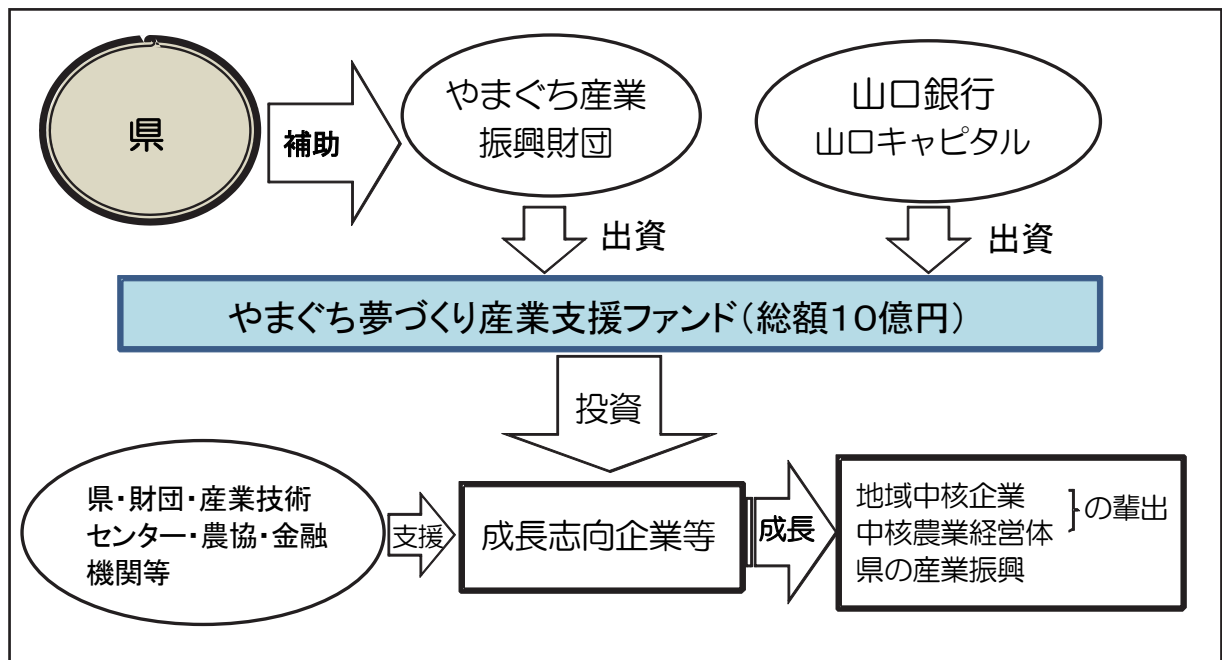 県
補助
やまぐち産業
振興財団
山口銀行
山口キャピタル
出資
出資
やまぐち夢づくり産業支援ファンド（総額１０億円）
投資
県・財団・産業技術
センター・農協・金融
機関等
支援
成長志向企業等
成長
地域中核企業
中核農業経営体
}の輩出
県の産業振興